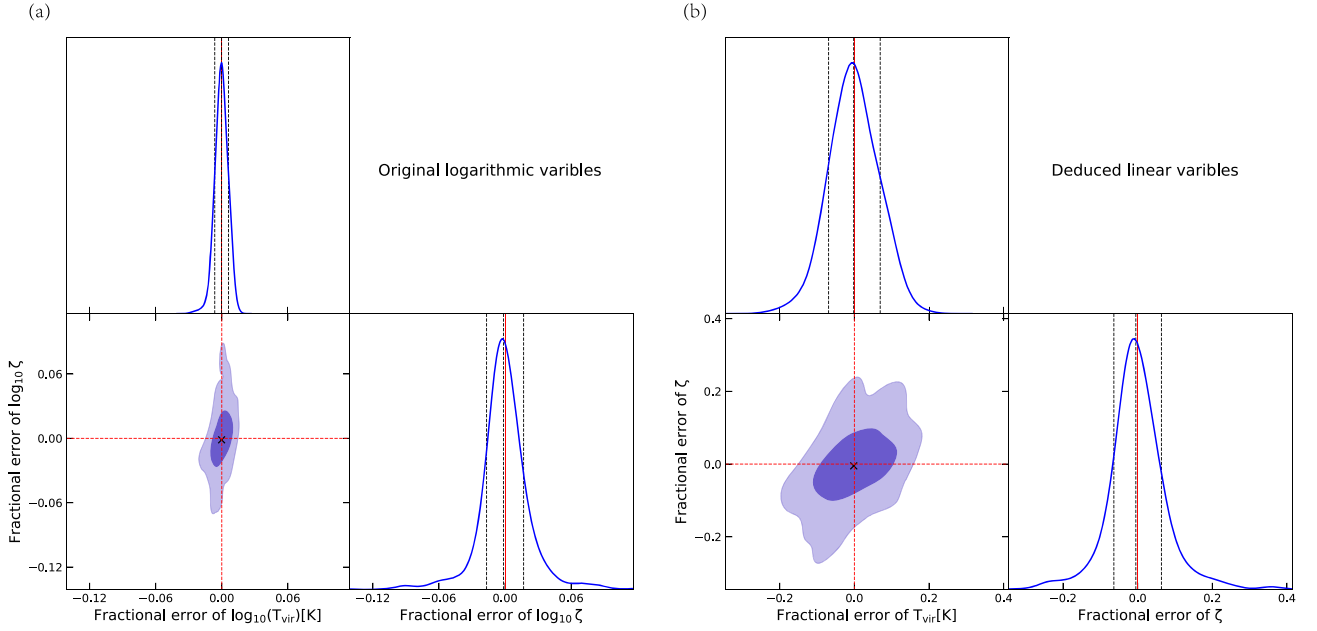 (a)
(b)
Original logarithmic varibles
Deduced linear varibles
Fractional error of log₁₀ ζ
0.06
0.00
−0.06
−0.12
−0.12 −0.06 0.00 0.06
Fractional error of log₁₀(Tvir)[K]
−0.12 −0.06 0.00 0.06
Fractional error of log₁₀ ζ
Fractional error of ζ
0.4
0.2
0.0
−0.2
−0.2 0.0 0.2 0.4
Fractional error of Tvir[K]
−0.2 0.0 0.2 0.4
Fractional error of ζ